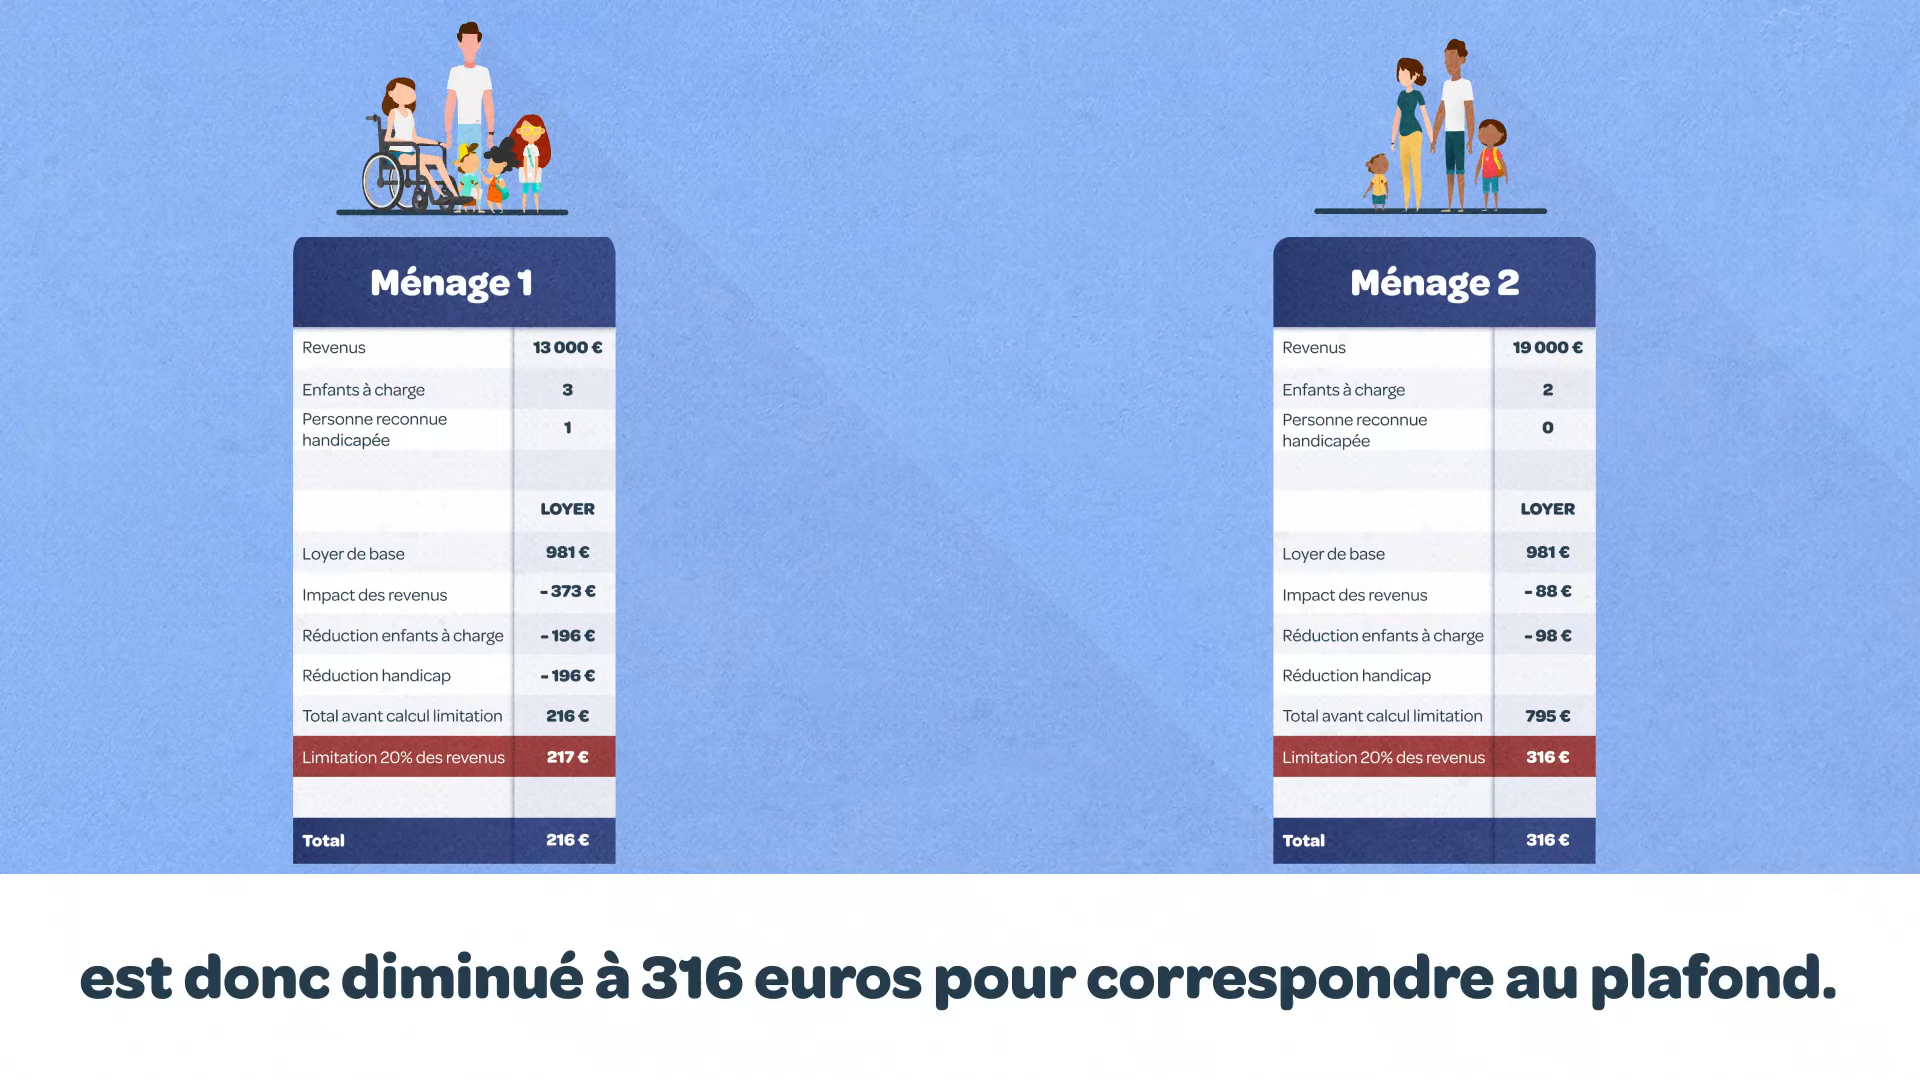 Ménage 1
Revenus 13 000 €
Enfants à charge 3
Personne reconnue
handicapée 1
LOYER
Loyer de base 981 €
Impact des revenus - 373 €
Réduction enfants à charge - 196 €
Réduction handicap - 196 €
Total avant calcul limitation 216 €
Limitation 20% des revenus 217 €
Total 216 €
Ménage 2
Revenus 19 000 €
Enfants à charge 2
Personne reconnue
handicapée 0
LOYER
Loyer de base 981 €
Impact des revenus - 88 €
Réduction enfants à charge - 98 €
Réduction handicap
Total avant calcul limitation 795 €
Limitation 20% des revenus 316 €
Total 316 €
est donc diminué à 316 euros pour correspondre au plafond.